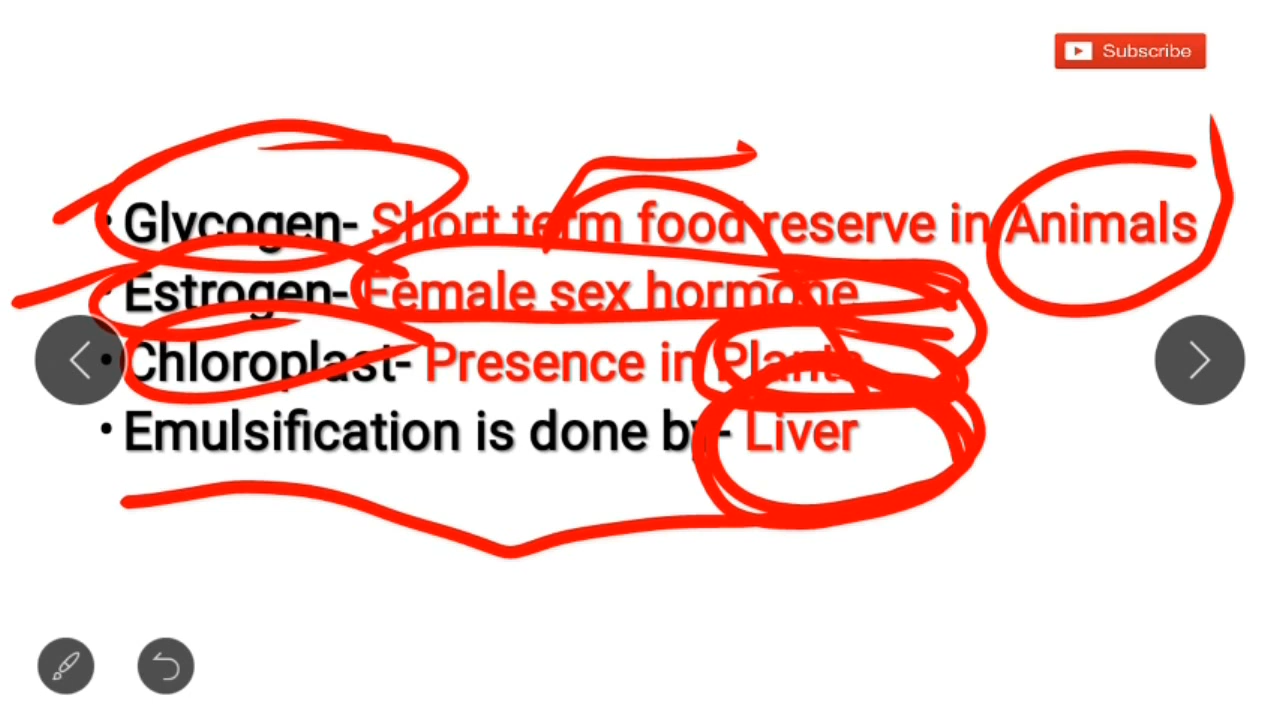 Subscribe
• Glycogen- Short term food reserve in Animals
• Estrogen- Female sex hormone
• Chloroplast- Presence in Plants
• Emulsification is done by- Liver